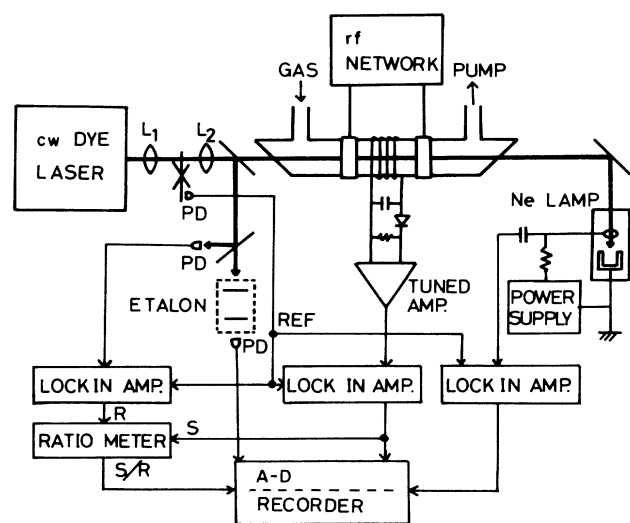 rf
NETWORK
GAS
PUMP
cw DYE
LASER
L1
L2
PD
PD
Ne LAMP
ETALON
PD
TUNED
AMP.
POWER
SUPPLY
REF
LOCK IN AMP.
LOCK IN AMP.
LOCK IN AMP.
R
S
RATIO METER
S/R
A-D
RECORDER